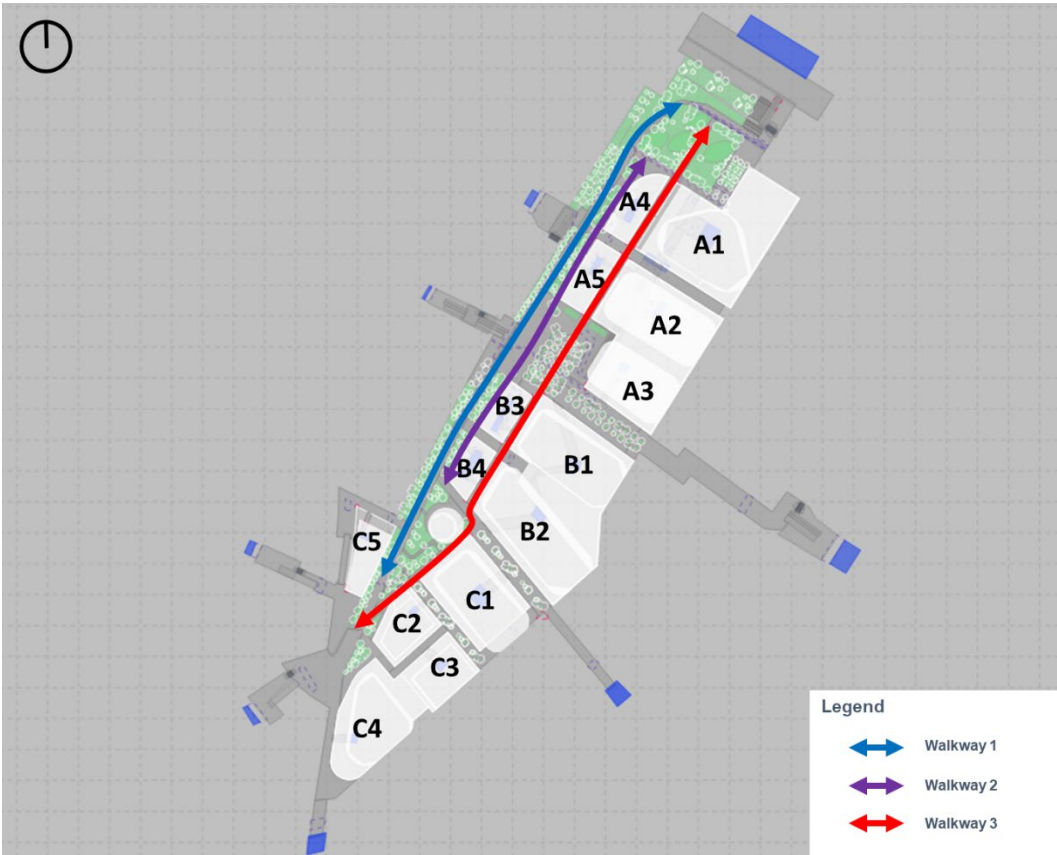 A4
A1
A5
A2
A3
B3
B1
B4
B2
C5
C1
C2
C3
C4
Legend
Walkway 1
Walkway 2
Walkway 3